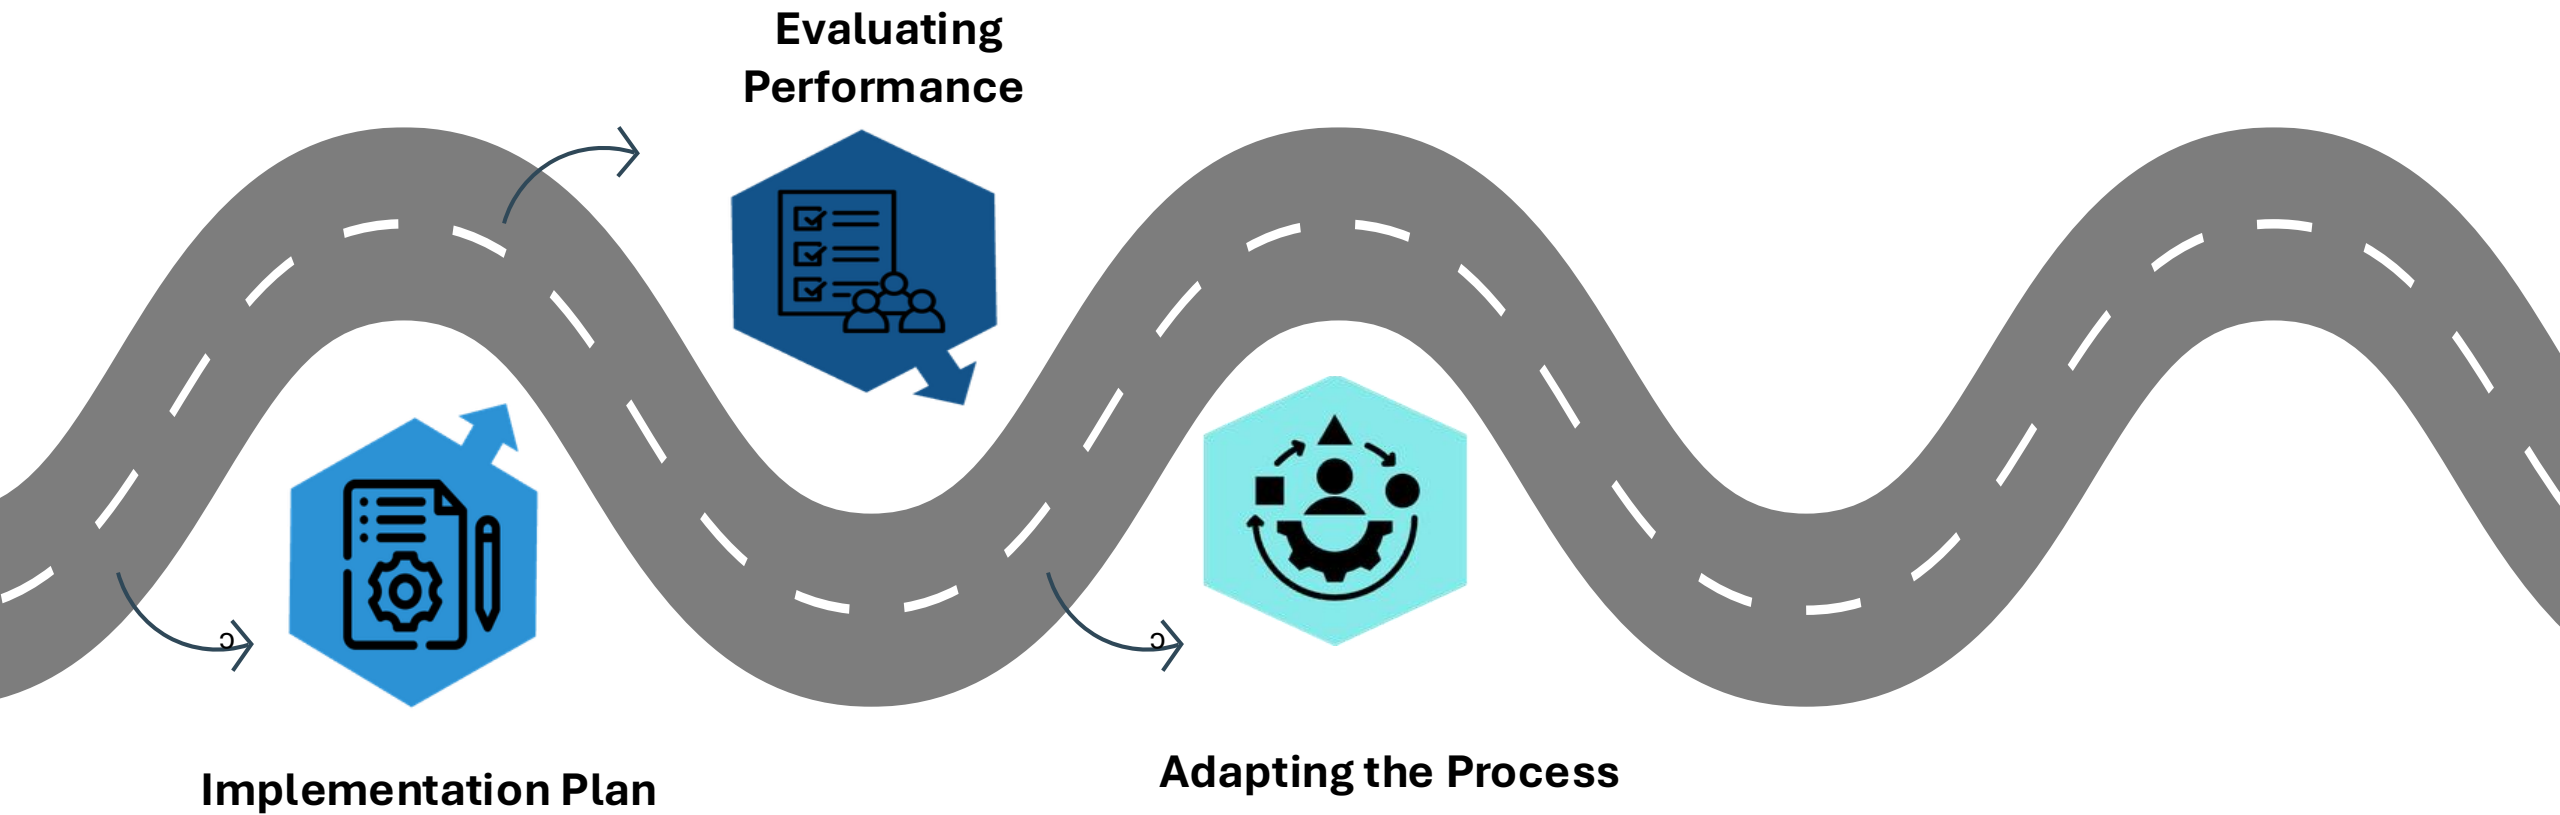 Evaluating
Performance
ɔ
ɔ
Implementation Plan
Adapting the Process